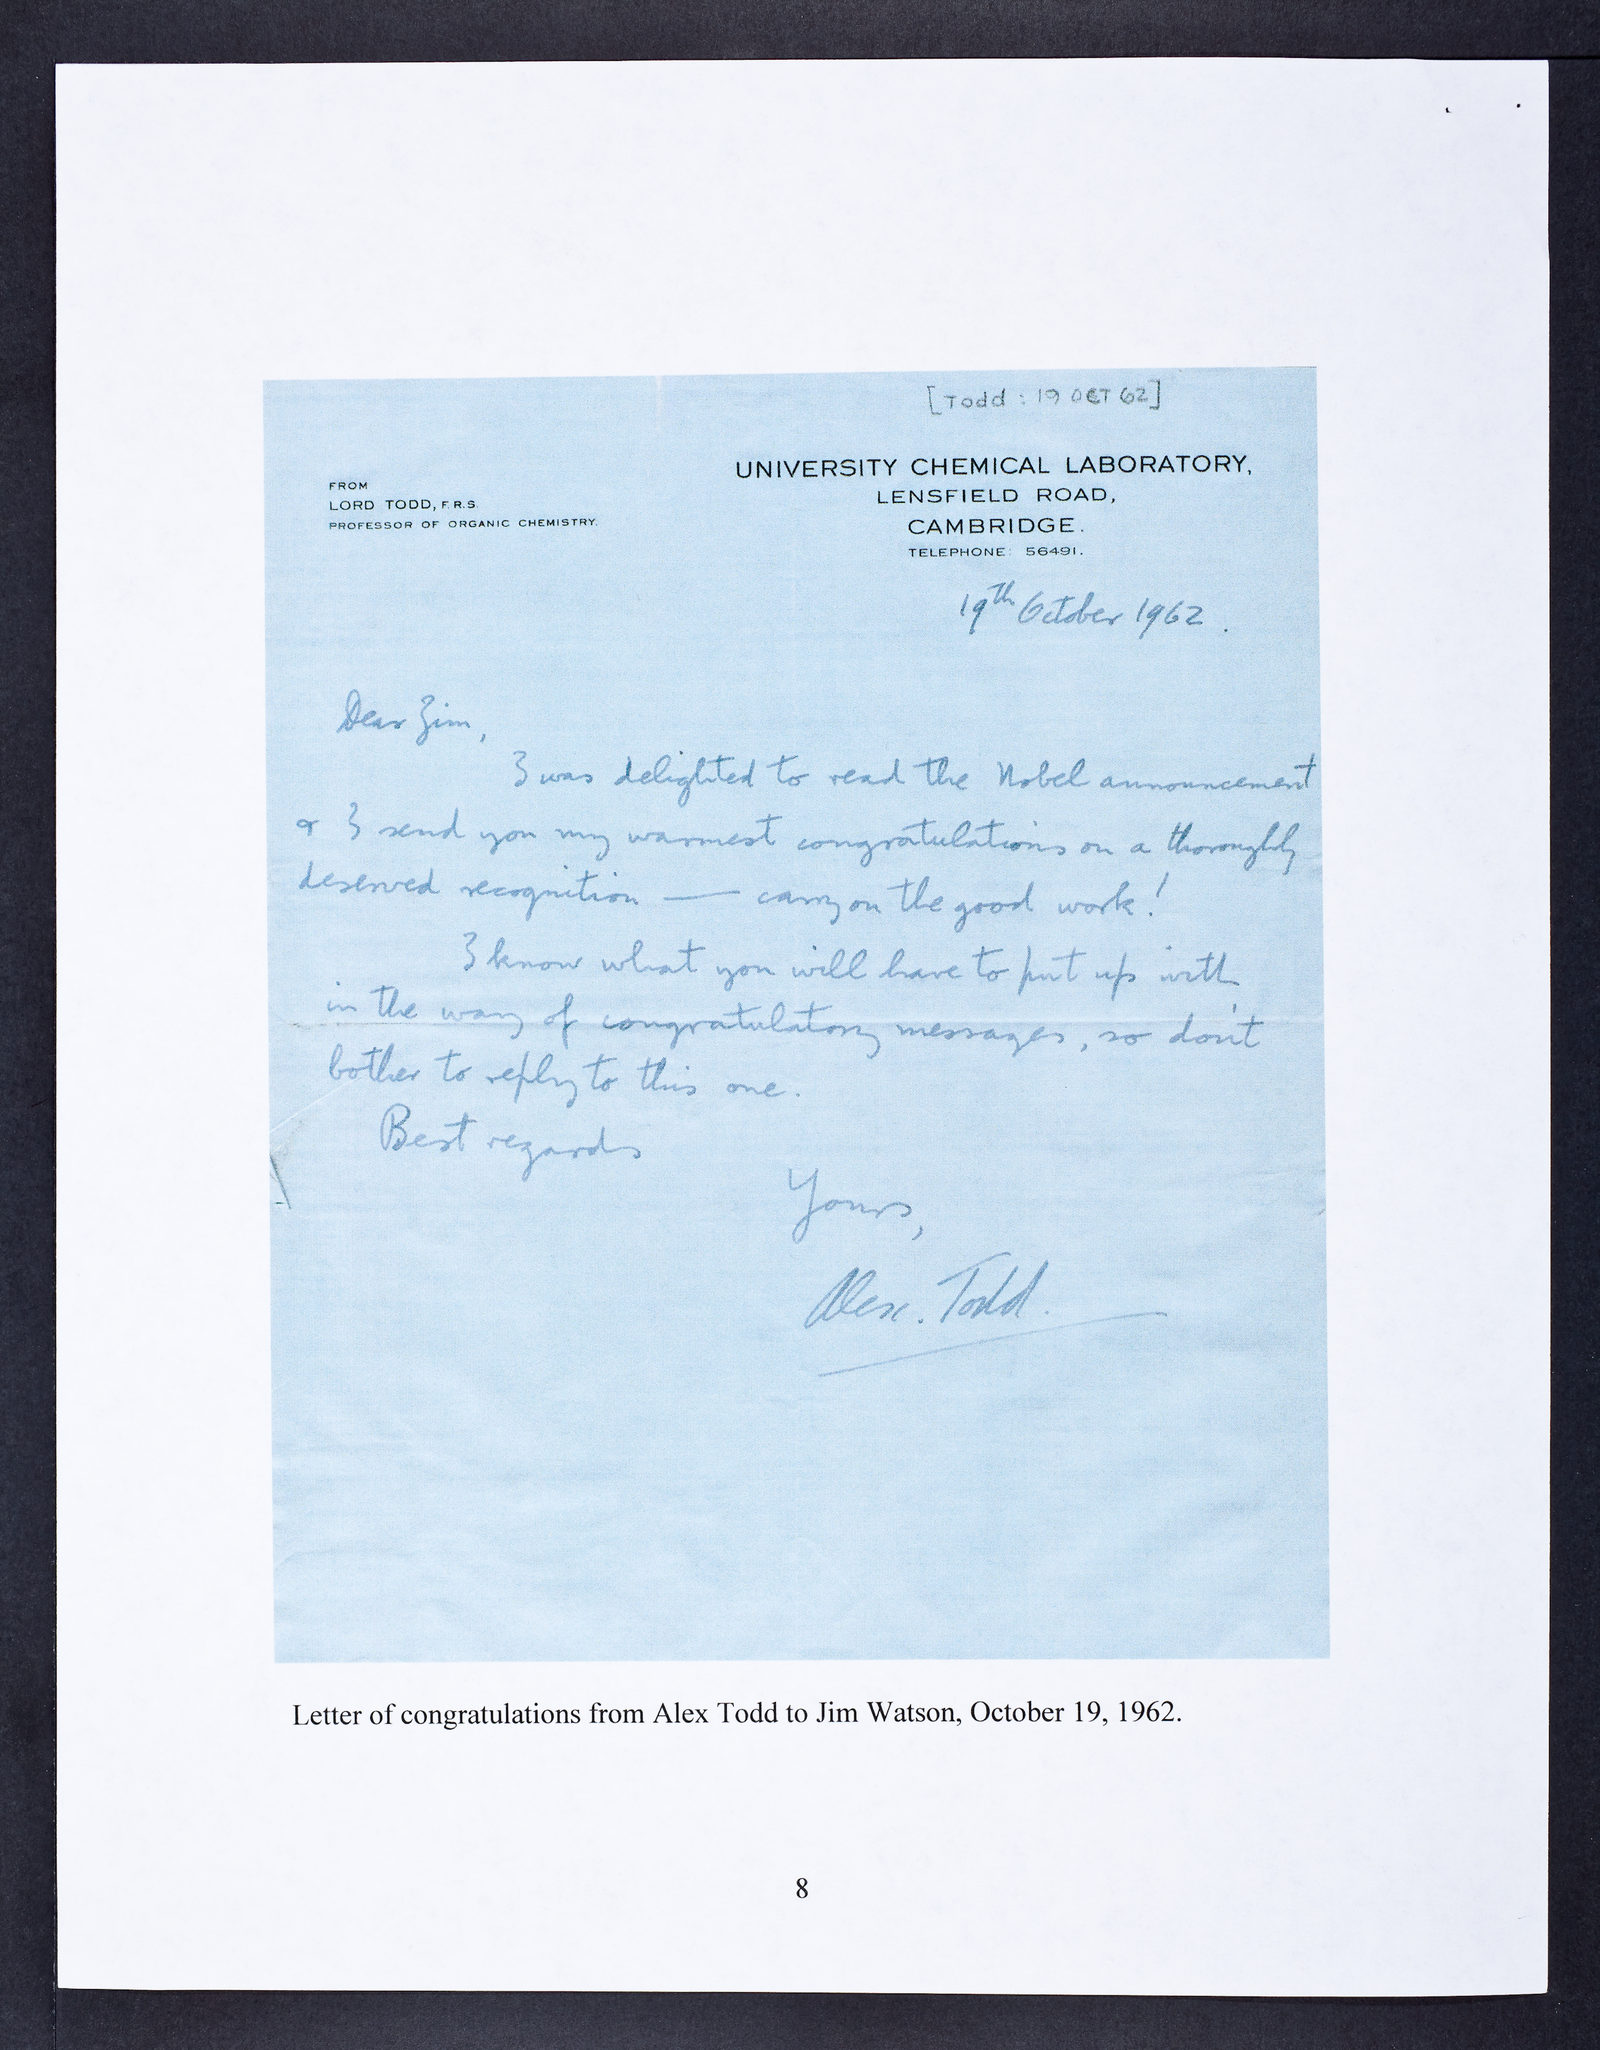 [Todd : 19 OCT 62]
FROM
LORD TODD, F.R.S.
PROFESSOR OF ORGANIC CHEMISTRY.
UNIVERSITY CHEMICAL LABORATORY,
LENSFIELD ROAD,
CAMBRIDGE.
TELEPHONE: 56491.
19th October 1962.
Dear Jim,
I was delighted to read the Nobel announcement
& I send you my warmest congratulations on a thoroughly
deserved recognition — carry on the good work!
I know what you will have to put up with
in the way of congratulatory messages, so don't
bother to reply to this one.
Best regards
Yours,
Alex. Todd.
Letter of congratulations from Alex Todd to Jim Watson, October 19, 1962.
8